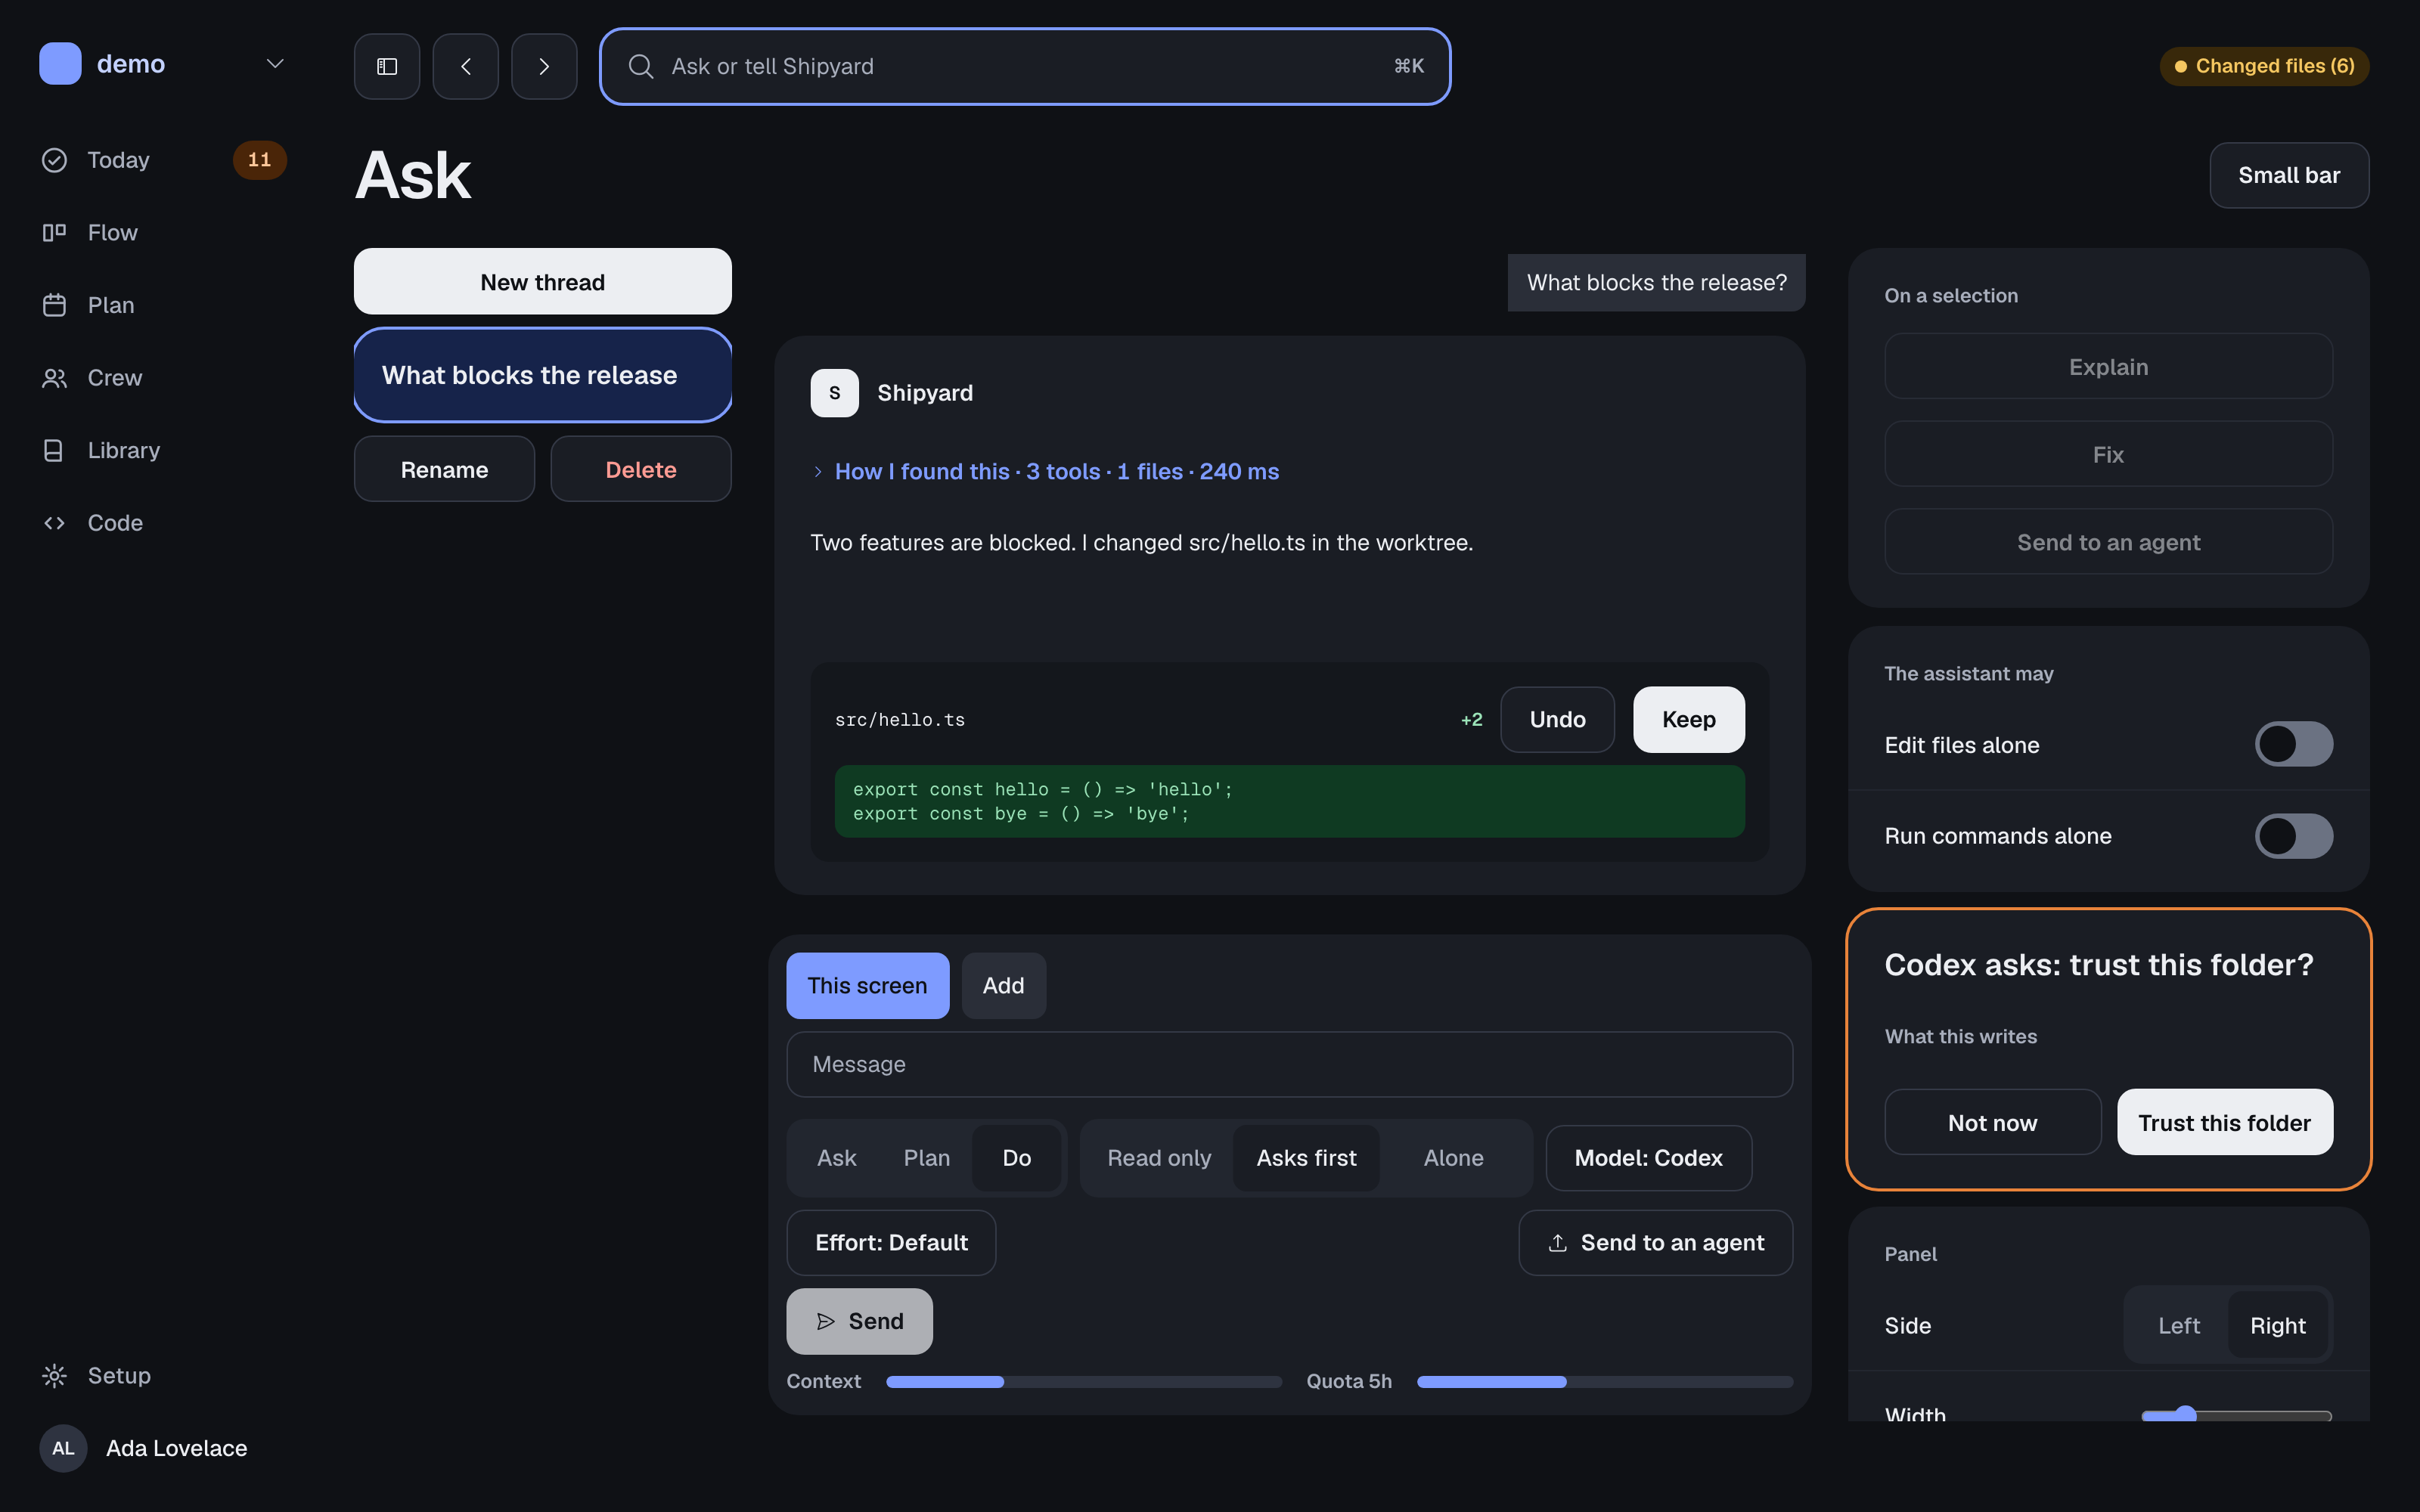 demo
Ask or tell Shipyard
⌘K
Changed files (6)
Today
11
Flow
Plan
Crew
Library
Code
Setup
AL
Ada Lovelace
Ask
Small bar
New thread
What blocks the release
Rename
Delete
What blocks the release?
S
Shipyard
How I found this · 3 tools · 1 files · 240 ms
Two features are blocked. I changed src/hello.ts in the worktree.
src/hello.ts
+2
Undo
Keep
export const hello = () => 'hello';
export const bye = () => 'bye';
This screen
Add
Message
Ask
Plan
Do
Read only
Asks first
Alone
Model: Codex
Effort: Default
Send to an agent
Send
Context
Quota 5h
On a selection
Explain
Fix
Send to an agent
The assistant may
Edit files alone
Run commands alone
Codex asks: trust this folder?
What this writes
Not now
Trust this folder
Panel
Side
Left
Right
Width